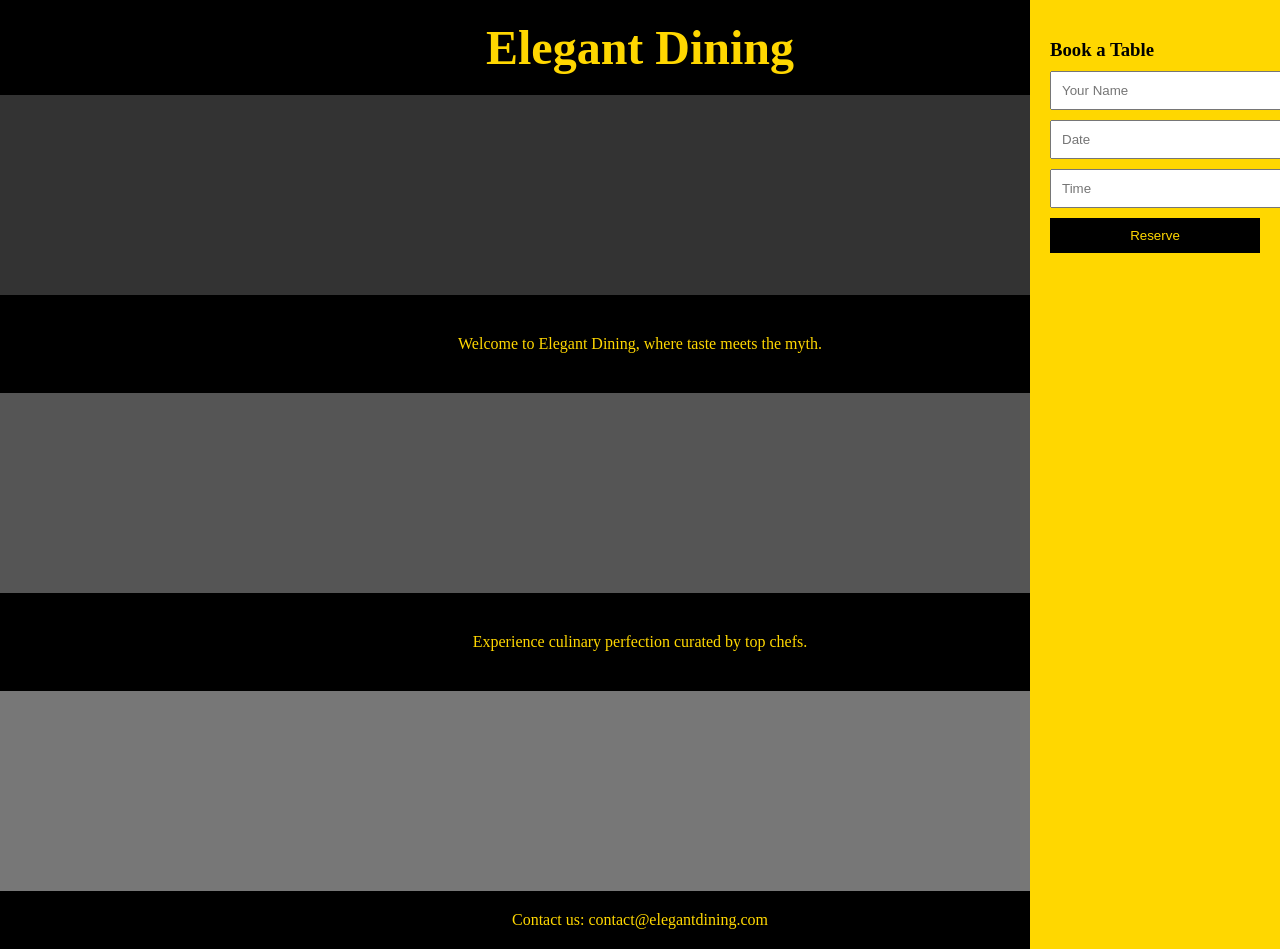 Elegant Dining
Welcome to Elegant Dining, where taste meets the myth.
Experience culinary perfection curated by top chefs.
Contact us: contact@elegantdining.com
Book a Table
Your Name
Date
Time
Reserve